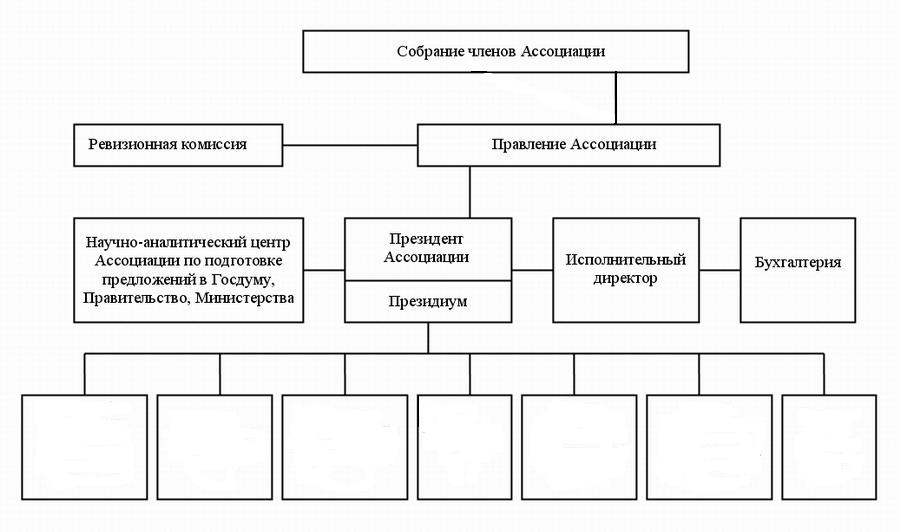 Собрание членов Ассоциации
Ревизионная комиссия
Правление Ассоциации
Научно-аналитический центр
Ассоциации по подготовке
предложений в Госдуму,
Правительство, Министерства
Президент
Ассоциации
Президиум
Исполнительный
директор
Бухгалтерия